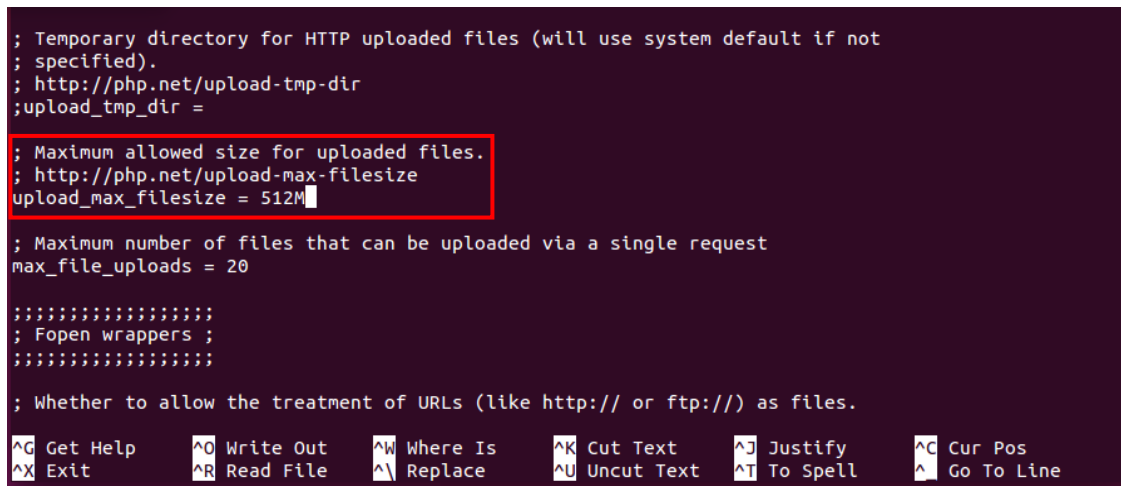 ; Temporary directory for HTTP uploaded files (will use system default if not
; specified).
; http://php.net/upload-tmp-dir
;upload_tmp_dir =
; Maximum allowed size for uploaded files.
; http://php.net/upload-max-filesize
upload_max_filesize = 512M
; Maximum number of files that can be uploaded via a single request
max_file_uploads = 20
;;;;;;;;;;;;;;;;;;
; Fopen wrappers ;
;;;;;;;;;;;;;;;;;;
; Whether to allow the treatment of URLs (like http:// or ftp://) as files.
^G Get Help ^O Write Out ^W Where Is ^K Cut Text ^J Justify ^C Cur Pos
^X Exit ^R Read File ^\ Replace ^U Uncut Text ^T To Spell ^_ Go To Line